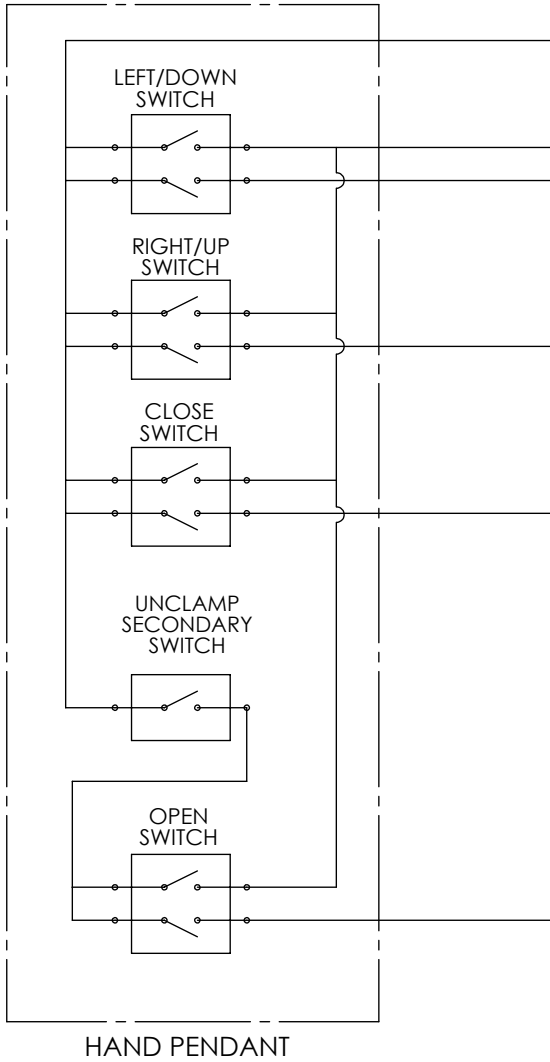 LEFT/DOWN
SWITCH
RIGHT/UP
SWITCH
CLOSE
SWITCH
UNCLAMP
SECONDARY
SWITCH
OPEN
SWITCH
HAND PENDANT